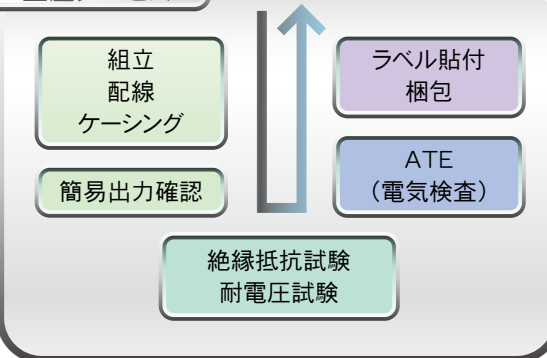 組立
配線
ケーシング
簡易出力確認
絶縁抵抗試験
耐電圧試験
ATE
（電気検査）
ラベル貼付
梱包